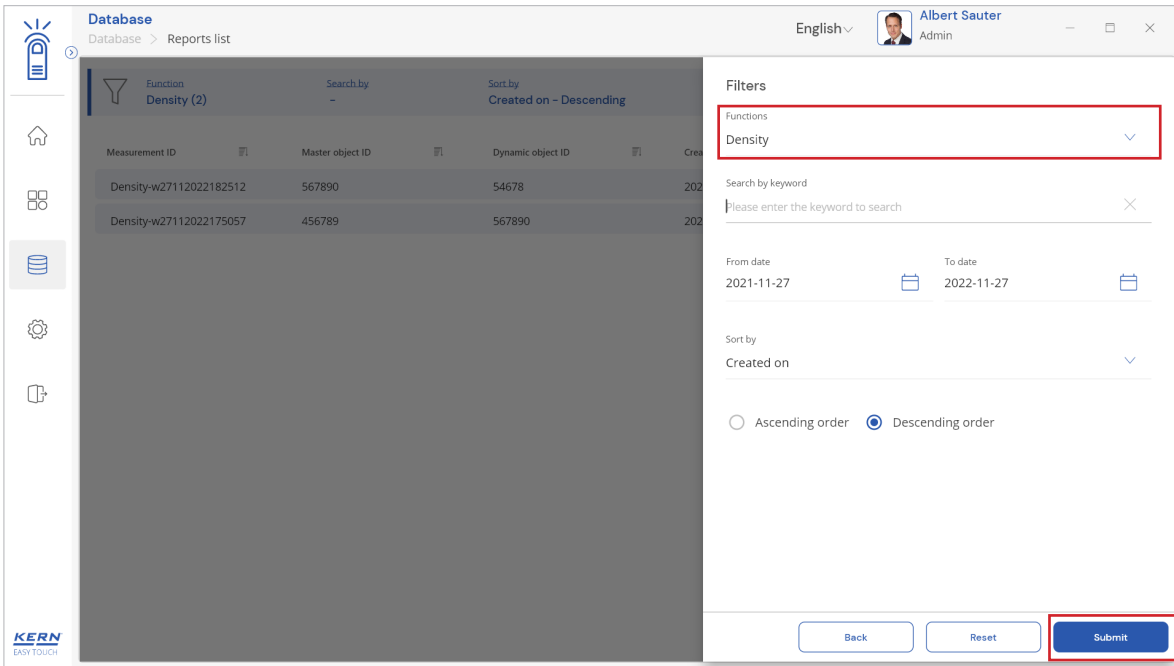 Database
Database > Reports list
English
Albert Sauter
Admin
Function
Density (2)
Search by
-
Sort by
Created on - Descending
Measurement ID
Master object ID
Dynamic object ID
Crea
Density-w27112022182512
567890
54678
202
Density-w27112022175057
456789
567890
202
Filters
Functions
Density
Search by keyword
Please enter the keyword to search
From date
2021-11-27
To date
2022-11-27
Sort by
Created on
Ascending order
Descending order
Back
Reset
Submit
KERN
EASY TOUCH